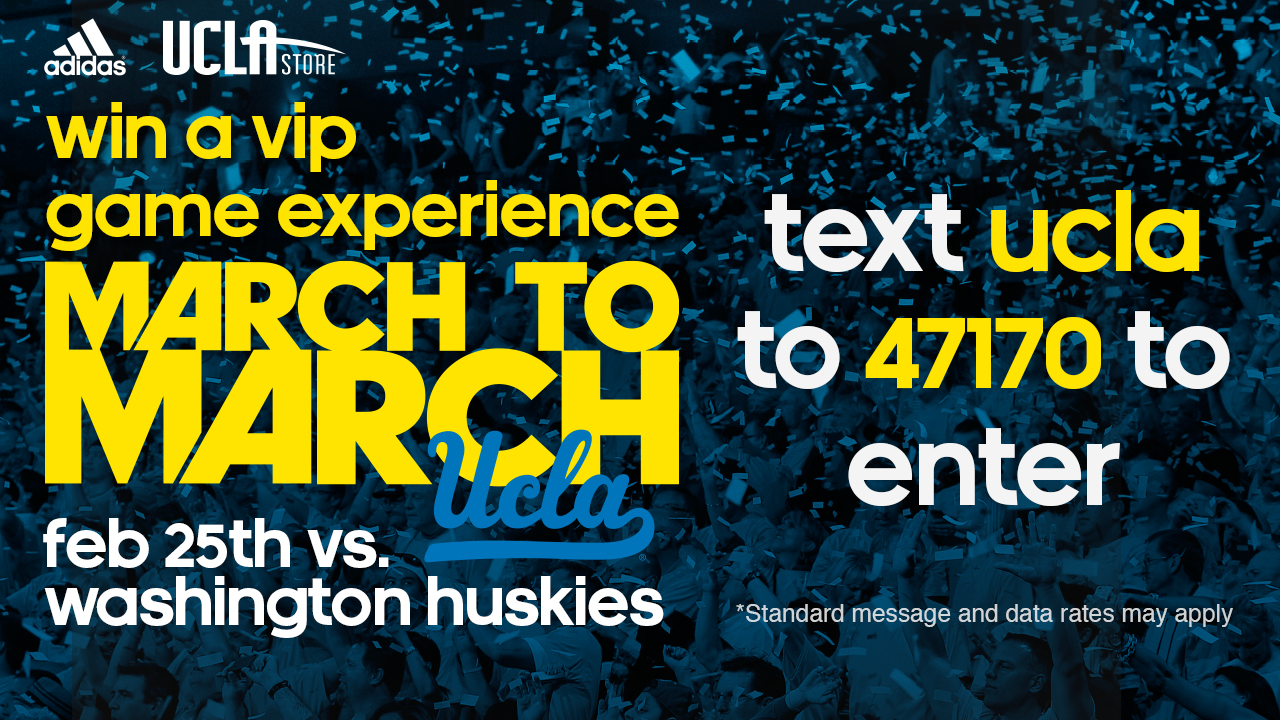 adidas
UCLA STORE
win a vip
game experience
MARCH TO
MARCH
Ucla
®
feb 25th vs.
washington huskies
text ucla
to 47170 to
enter
*Standard message and data rates may apply